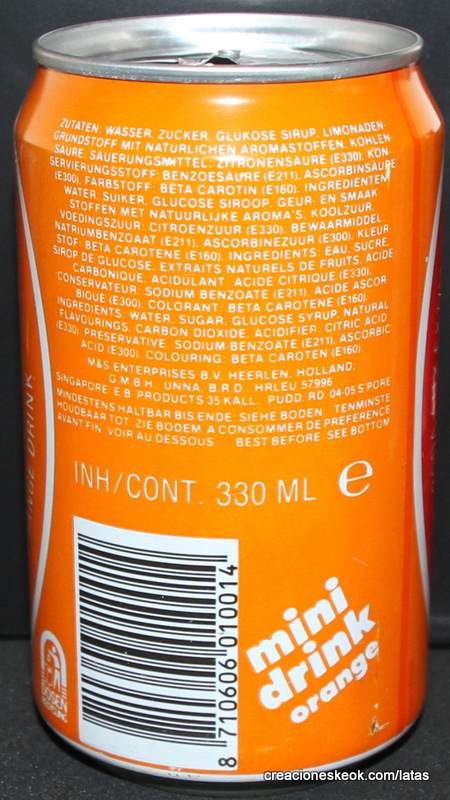 ZUTATEN: WASSER, ZUCKER, GLUKOSE SIRUP, LIMONADEN
GRUNDSTOFF MIT NATÜRLICHEN AROMASTOFFEN, KOHLEN-
SÄURE, SÄUERUNGSMITTEL: ZITRONENSÄURE (E330), KON-
SERVIERUNGSSTOFF: BENZOESÄURE (E211), ASCORBINSÄURE
(E300), FARBSTOFF: BETA CAROTIN (E160). INGREDIENTEN:
WATER, SUIKER, GLUCOSE SIROOP, GEUR- EN SMAAK-
STOFFEN MET NATUURLIJKE AROMA'S, KOOLZUUR,
VOEDINGSZUUR: CITROENZUUR (E330), BEWAARMIDDEL:
NATRIUMBENZOAAT (E211), ASCORBINEZUUR (E300), KLEUR-
STOF: BETA CAROTENE (E160). INGREDIENTS: EAU, SUCRE,
SIROP DE GLUCOSE, EXTRAITS NATURELS DE FRUITS, ACIDE
CARBONIQUE, ACIDULANT: ACIDE CITRIQUE (E330),
CONSERVATEUR: SODIUM BENZOATE (E211), ACIDE ASCOR-
BIQUE (E300), COLORANT: BETA CAROTENE (E160).
INGREDIENTS: WATER, SUGAR, GLUCOSE SYRUP, NATURAL
FLAVOURINGS, CARBON DIOXIDE, ACIDIFIER: CITRIC ACID
(E330), PRESERVATIVE: SODIUM-BENZOATE (E211), ASCORBIC
ACID (E300), COLOURING: BETA CAROTEN (E160).
M&S ENTERPRISES B.V. HEERLEN, HOLLAND.
G.M.B.H., UNNA, B.R.D.: HRLEU 57996
SINGAPORE: E.B. PRODUCTS 35 KALL. PUDD. RD. 04-05 S'PORE
MINDESTENS HALTBAR BIS ENDE: SIEHE BODEN TENMINSTE
HOUDBAAR TOT: ZIE BODEM A CONSOMMER DE PREFERENCE
AVANT FIN: VOIR AU DESSOUS BEST BEFORE: SEE BOTTOM
INH/CONT. 330 ML e
8 710606 010014
mini
drink
orange
DOSEN
creacioneskeok.com/latas